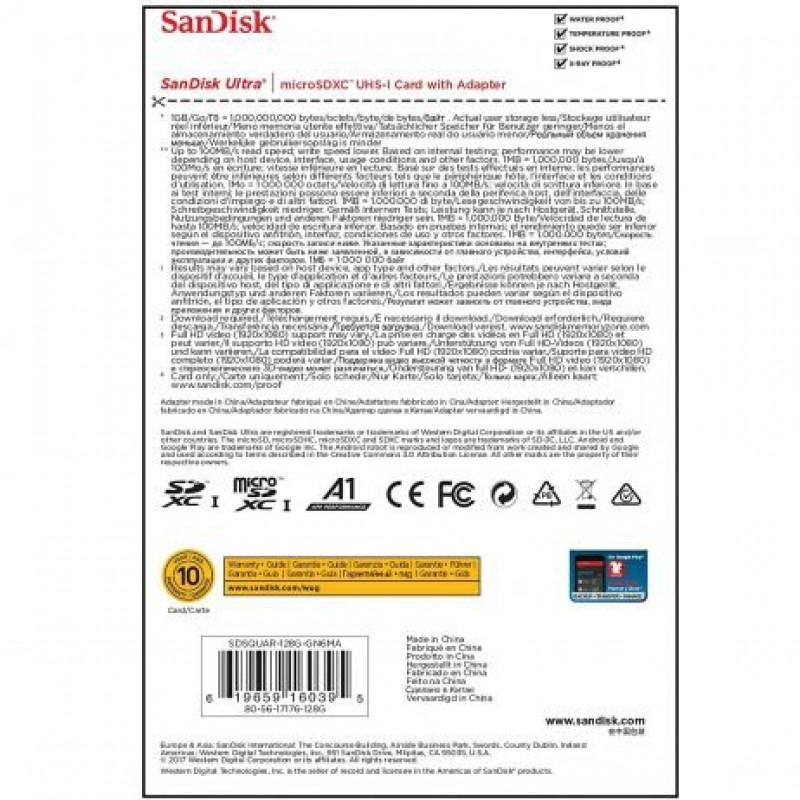 SanDisk®
WATER PROOF⁴
TEMPERATURE PROOF⁴
SHOCK PROOF⁴
X-RAY PROOF⁴
SanDisk Ultra® | microSDXC™ UHS-I Card with Adapter
* 1GB/Go/Гб = 1,000,000,000 bytes/octets/byte/de bytes/байт . Actual user storage less/Stockage utilisateur
réel inférieur/Meno memoria utente effettiva/Tatsächlicher Speicher für Benutzer geringer/Menos el
almacenamiento verdadero del usuario/Armazenamento real do usuário menor/Реальный объем хранения
меньше/Werkelijke gebruikersopslag is minder
** Up to 100MB/s read speed; write speed lower. Based on internal testing; performance may be lower
depending on host device, interface, usage conditions and other factors. 1MB = 1,000,000 bytes/Jusqu'à
100Mo/s en écriture; vitesse inférieure en lecture. Basé sur des tests effectués en interne; les performances
peuvent être inférieures selon différents facteurs tels que le périphérique hôte, l'interface et les conditions
d'utilisation. 1Mo = 1 000 000 octets/Velocità di lettura fino a 100MB/s; velocità di scrittura inferiore. In base
a test interni; le prestazioni possono essere inferiori a seconda della periferica host, dell'interfaccia, delle
condizioni d'impiego e di altri fattori. 1MB = 1.000.000 di byte/Lesegeschwindigkeit von bis zu 100MB/s;
Schreibgeschwindigkeit niedriger. Gemäß internen Tests; Leistung kann je nach Hostgerät, Schnittstelle,
Nutzungsbedingungen und anderen Faktoren niedriger sein. 1MB = 1.000.000 Byte/Velocidad de lectura de
hasta 100MB/s; velocidad de escritura inferior. Basado en pruebas internas; el rendimiento puede ser inferior
según el dispositivo anfitrión, interfaz, condiciones de uso y otros factores. 1MB = 1.000.000 bytes/Скорость
чтения — до 100МБ/с; скорость записи ниже. Указанные характеристики основаны на внутренних тестах;
производительность может быть ниже заявленной, в зависимости от главного устройства, интерфейса, условий
эксплуатации и других факторов. 1МБ = 1 000 000 байт
1 Results may vary based on host device, app type and other factors./Les résultats peuvent varier selon le
dispositif d'accueil, le type d'application et d'autres facteurs/Le prestazioni potrebbero variare a seconda
del dispositivo host, del tipo di applicazione e di altri fattori./Ergebnisse können je nach Hostgerät,
Anwendungstyp und anderen Faktoren variieren./Los resultados pueden variar según el dispositivo
anfitrión, el tipo de aplicación y otros factores./Результат может зависеть от главного устройства, вида
приложения и других факторов.
2 Download required./Téléchargement requis./È necessario il download./Download erforderlich/Requiere
descarga/Transferência necessária./Требуется загрузка./Download vereist. www.sandiskmemoryzone.com
3 Full HD video (1920x1080) support may vary/La prise en charge des vidéos en Full HD (1920x1080)
peut varier/Il supporto HD video (1920x1080) può variare./Unterstützung von Full HD-Videos (1920x1080)
und kann variieren./La compatibilidad para el video Full HD (1920x1080) podría variar./Suporte para vídeo HD
completo (1920x1080) poderá variar./Поддержка видео высокой четкости в формате Full HD (1920x1080)
и стереоскопического 3D-видео может различаться./Ondersteuning van full HD- (1920x1080) en kan verschillen.
4 Card only/Carte uniquement/Solo schede/Nur Karte/Solo tarjeta/Только карта/Alleen kaart
www.sandisk.com/proof
Adapter made in China/Adaptateur fabriqué en Chine/Adattatore fabbricato in Cina/Adapter: Hergestellt in China/Adaptador
fabricado en China/Adaptador fabricado na China/Адаптер сделан в Китае/Adapter vervaardigd in China.
SanDisk and SanDisk Ultra are registered trademarks or trademarks of Western Digital Corporation or its affiliates in the US and/or
other countries. The microSD, microSDHC, microSDXC and SDXC marks and logos are trademarks of SD-3C, LLC. Android and
Google Play are trademarks of Google Inc. The Android robot is reproduced or modified from work created and shared by Google
and used according to terms described in the Creative Commons 3.0 Attribution License. All other marks are the property of their
respective owners.
SD XC I micro SD XC I A1 APP PERFORMANCE CE FC PB
10
Card/Carte
Warranty • Guide | Garantie • Guide | Garanzia • Guida | Garantie • Führer |
Garantía • Guía | Garantia • Guia | Гарантийный • гид | Garantie • Gids
www.sandisk.com/wug
On Google Play™
Memory Zone²
BACKUP • TRANSFER • MANAGE
SDSQUAR-128G-GN6MA
6 19659 16039 5
80-56-17176-128G
Made in China
Fabriqué en Chine
Prodotto in Cina
Hergestellt in China
Fabricado en China
Feito na China
Сделано в Китае
Vervaardigd in China
www.sandisk.com
在中国包装
Europe & Asia: SanDisk International The Concourse Building, Airside Business Park, Swords, County Dublin, Ireland
Americas: Western Digital Technologies, Inc. 951 SanDisk Drive, Milpitas, CA 95035, U.S.A.
© 2017 Western Digital Corporation or its affiliates. All rights reserved.
Western Digital Technologies, Inc. is the seller of record and licensee in the Americas of SanDisk® products.